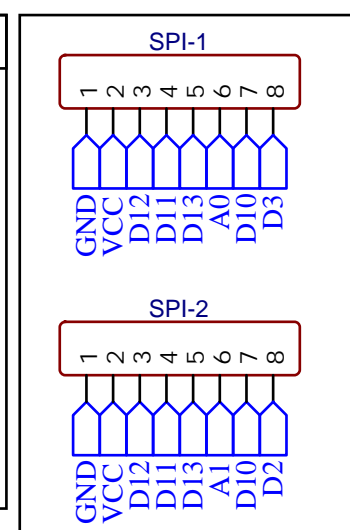 SPI-1
1 2 3 4 5 6 7 8
GND VCC D12 D11 D13 A0 D10 D3
SPI-2
1 2 3 4 5 6 7 8
GND VCC D12 D11 D13 A1 D10 D2